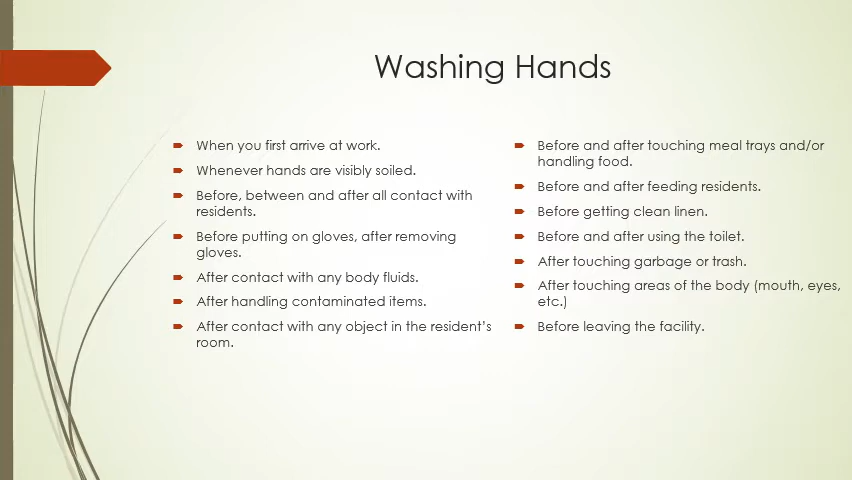 Washing Hands
When you first arrive at work.
Whenever hands are visibly soiled.
Before, between and after all contact with
residents.
Before putting on gloves, after removing
gloves.
After contact with any body fluids.
After handling contaminated items.
After contact with any object in the resident's
room.
Before and after touching meal trays and/or
handling food.
Before and after feeding residents.
Before getting clean linen.
Before and after using the toilet.
After touching garbage or trash.
After touching areas of the body (mouth, eyes,
etc.)
Before leaving the facility.